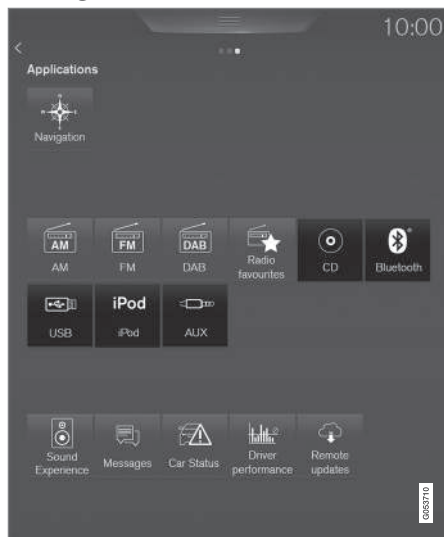 10:00
Applications
Navigation
AM
FM
DAB
AM
FM
DAB
Radio
favourites
CD
Bluetooth
iPod
USB
iPod
AUX
Sound
Experience
Messages
Car Status
Driver
performance
Remote
updates
G053710